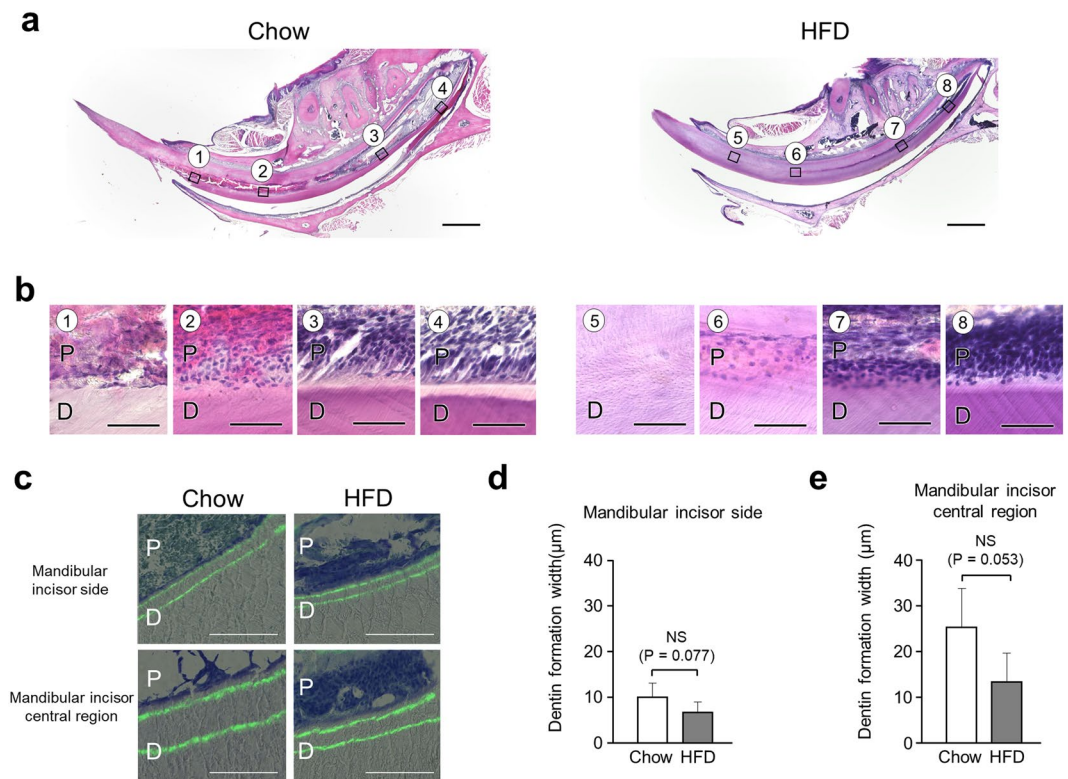 a
Chow
HFD
1
2
3
4
5
6
7
8
b
1
P
D
2
P
D
3
P
D
4
P
D
5
D
6
P
D
7
P
D
8
P
D
c
Chow
HFD
Mandibular
incisor side
P
D
P
D
Mandibular incisor
central region
P
D
P
D
d
Mandibular incisor side
Dentin formation width(μm)
40
30
20
10
0
NS
(P = 0.077)
Chow HFD
e
Mandibular incisor
central region
Dentin formation width (μm)
40
30
20
10
0
NS
(P = 0.053)
Chow HFD